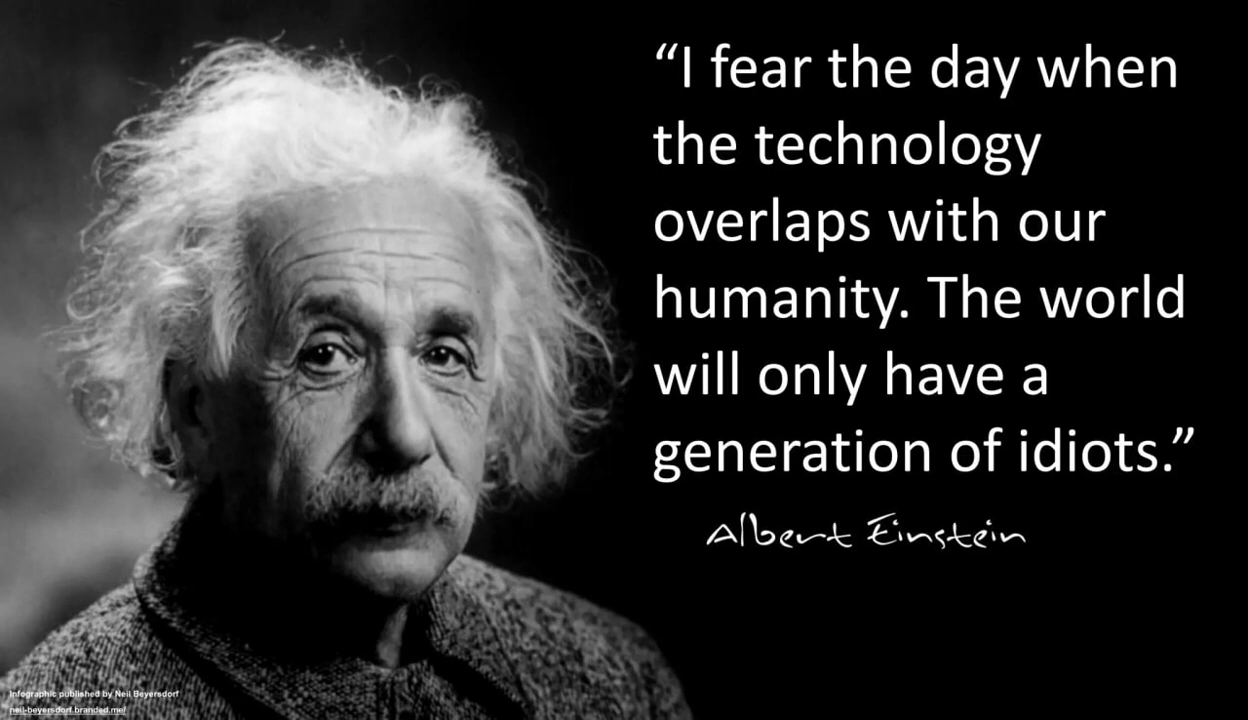 “I fear the day when
the technology
overlaps with our
humanity. The world
will only have a
generation of idiots.”
Albert Einstein
Infographic published by Neil Beyersdorf
neil-beyersdorf.branded.me/